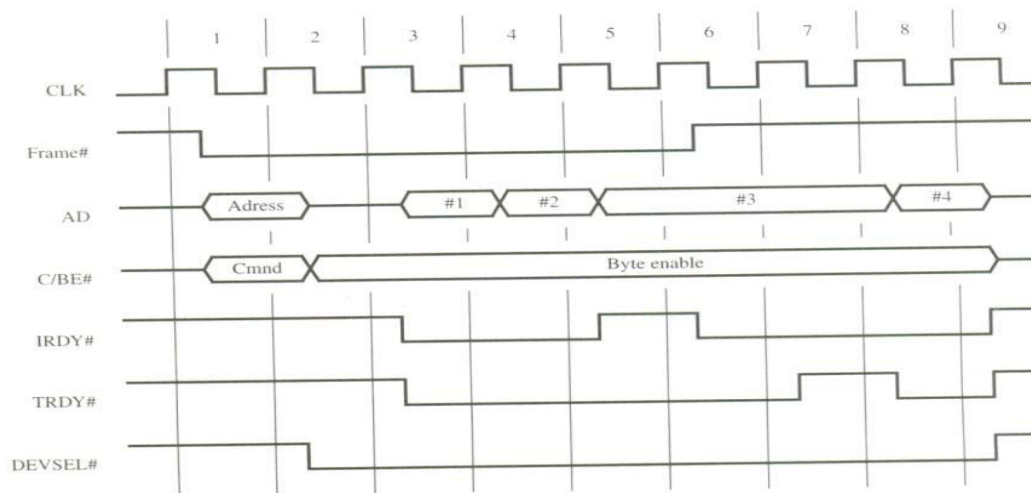 1 2 3 4 5 6 7 8 9
CLK
Frame#
AD Adress #1 #2 #3 #4
C/BE# Cmnd Byte enable
IRDY#
TRDY#
DEVSEL#